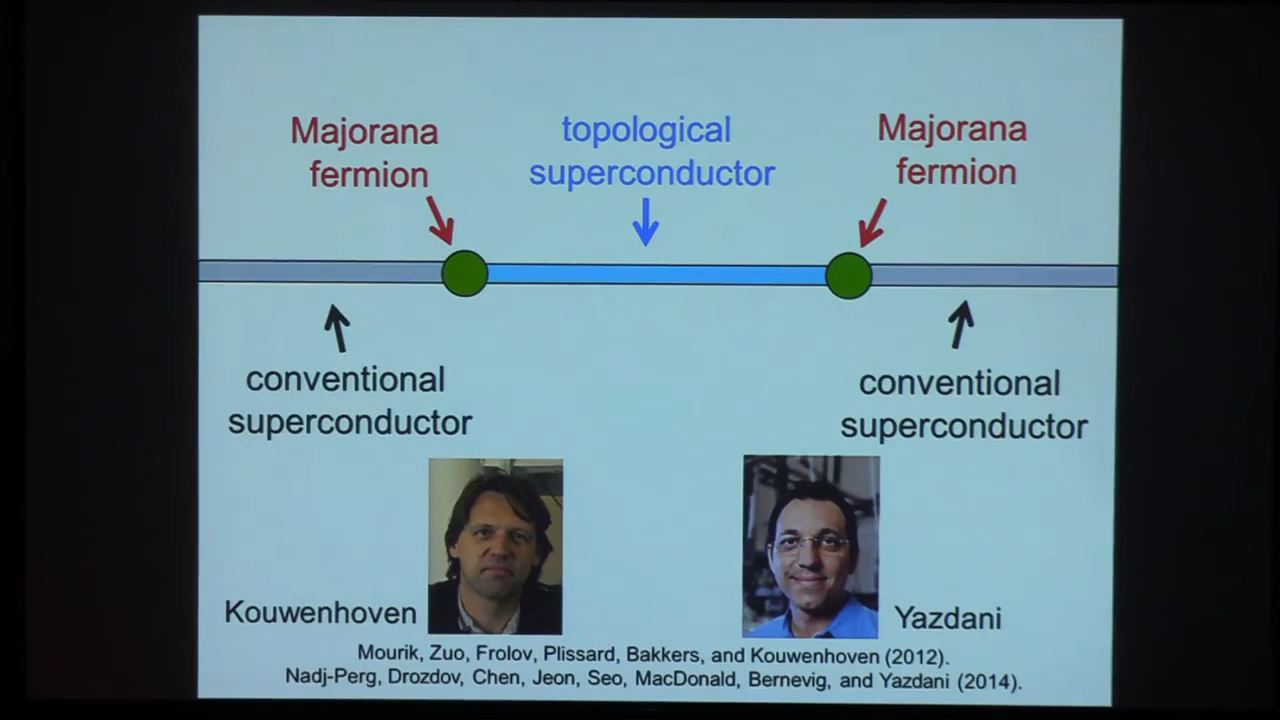 Majorana
fermion
topological
superconductor
Majorana
fermion
conventional
superconductor
conventional
superconductor
Kouwenhoven
Yazdani
Mourik, Zuo, Frolov, Plissard, Bakkers, and Kouwenhoven (2012).
Nadj-Perg, Drozdov, Chen, Jeon, Seo, MacDonald, Bernevig, and Yazdani (2014).